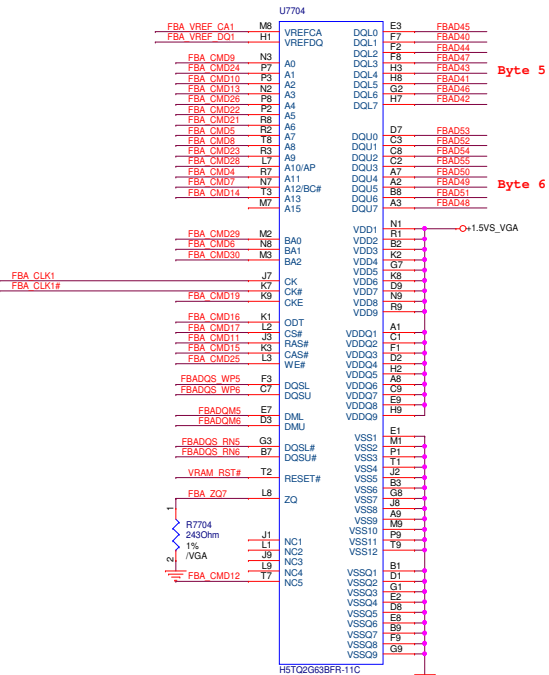 U7704
FBA_VREF_CA1 M8 VREFCA DQL0 E3 FBAD45
FBA_VREF_DQ1 H1 VREFDQ DQL1 F7 FBAD40
DQL2 F2 FBAD44
FBA_CMD9 N3 A0 DQL3 F8 FBAD47
FBA_CMD24 P7 A1 DQL4 H3 FBAD43
Byte 5
FBA_CMD10 P3 A2 DQL5 H8 FBAD41
FBA_CMD13 N2 A3 DQL6 G2 FBAD46
FBA_CMD26 P8 A4 DQL7 H7 FBAD42
FBA_CMD22 P2 A5
FBA_CMD21 R8 A6
FBA_CMD5 R2 A7 DQU0 D7 FBAD53
FBA_CMD8 T8 A8 DQU1 C3 FBAD52
FBA_CMD23 R3 A9 DQU2 C8 FBAD54
FBA_CMD28 L7 A10/AP DQU3 C2 FBAD55
FBA_CMD4 R7 A11 DQU4 A7 FBAD50
FBA_CMD7 N7 A12/BC# DQU5 A2 FBAD49
Byte 6
FBA_CMD14 T3 A13 DQU6 B8 FBAD51
M7 A15 DQU7 A3 FBAD48
VDD1 N1 +1.5VS_VGA
FBA_CMD29 M2 BA0 VDD2 R1
FBA_CMD6 N8 BA1 VDD3 B2
FBA_CMD30 M3 BA2 VDD4 K2
VDD5 G7
FBA_CLK1 J7 CK VDD6 K8
FBA_CLK1# K7 CK# VDD7 D9
FBA_CMD19 K9 CKE VDD8 N9
VDD9 R9
FBA_CMD16 K1 ODT
FBA_CMD17 L2 CS# VDDQ1 A1
FBA_CMD11 J3 RAS# VDDQ2 C1
FBA_CMD15 K3 CAS# VDDQ3 F1
FBA_CMD25 L3 WE# VDDQ4 D2
VDDQ5 H2
FBADQS_WP5 F3 DQSL VDDQ6 A8
FBADQS_WP6 C7 DQSU VDDQ7 C9
VDDQ8 E9
FBADQM5 E7 DML VDDQ9 H9
FBADQM6 D3 DMU
VSS1 E1
FBADQS_RN5 G3 DQSL# VSS2 M1
FBADQS_RN6 B7 DQSU# VSS3 P1
VSS4 T1
VRAM_RST# T2 RESET# VSS5 J2
VSS6 B3
FBA_ZQ7 L8 ZQ VSS7 G8
VSS8 J8
1 VSS9 A9
VSS10 M9
R7704 VSS11 P9
243Ohm J1 NC1 VSS12 T9
1% L1 NC2
/VGA J9 NC3 VSSQ1 B1
2 L9 NC4 VSSQ2 D1
FBA_CMD12 T7 NC5 VSSQ3 G1
VSSQ4 E2
VSSQ5 D8
VSSQ6 E8
VSSQ7 B9
VSSQ8 F9
VSSQ9 G9
H5TQ2G63BFR-11C